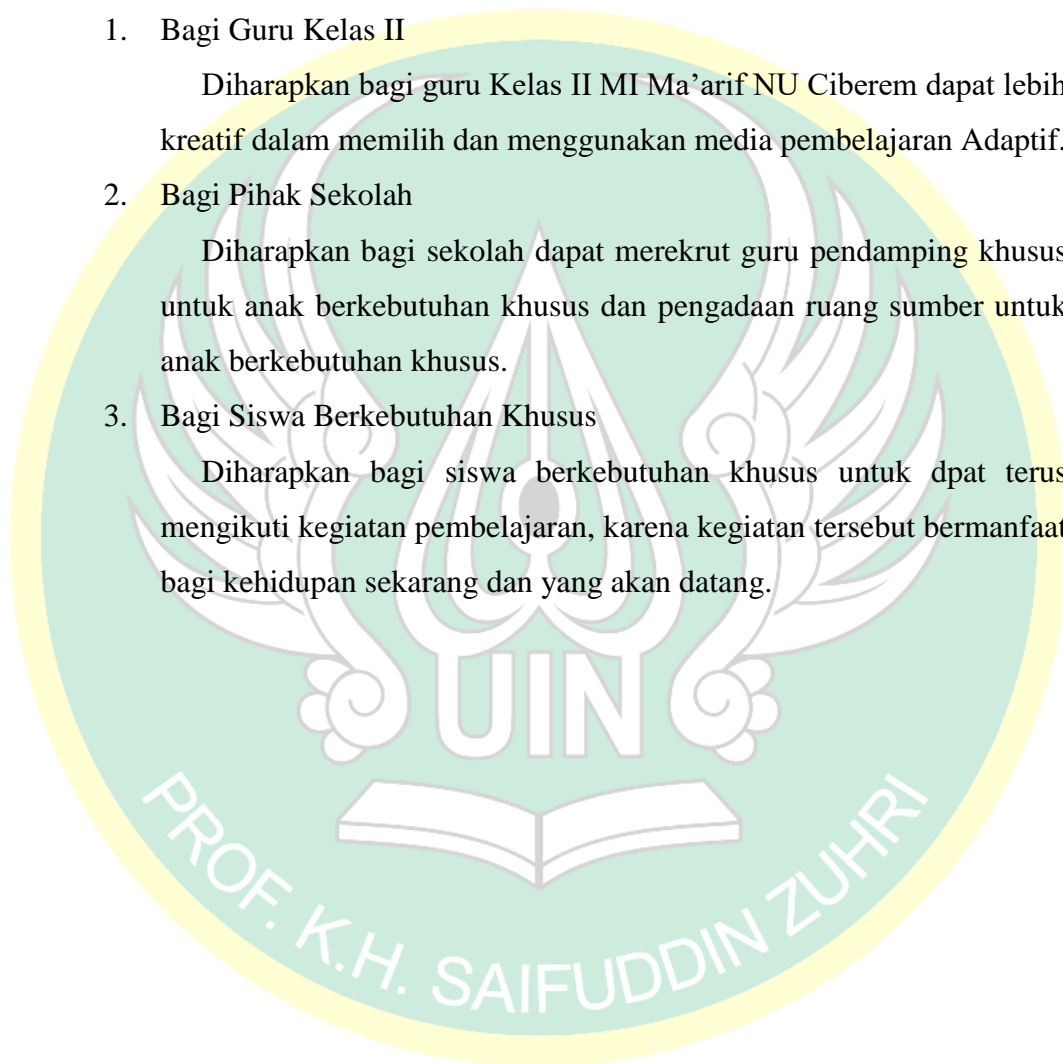 1. Bagi Guru Kelas II
Diharapkan bagi guru Kelas II MI Ma’arif NU Ciberem dapat lebih
kreatif dalam memilih dan menggunakan media pembelajaran Adaptif.
2. Bagi Pihak Sekolah
Diharapkan bagi sekolah dapat merekrut guru pendamping khusus
untuk anak berkebutuhan khusus dan pengadaan ruang sumber untuk
anak berkebutuhan khusus.
3. Bagi Siswa Berkebutuhan Khusus
Diharapkan bagi siswa berkebutuhan khusus untuk dpat terus
mengikuti kegiatan pembelajaran, karena kegiatan tersebut bermanfaat
bagi kehidupan sekarang dan yang akan datang.
UIN
PROF. K.H. SAIFUDDIN ZUHRI